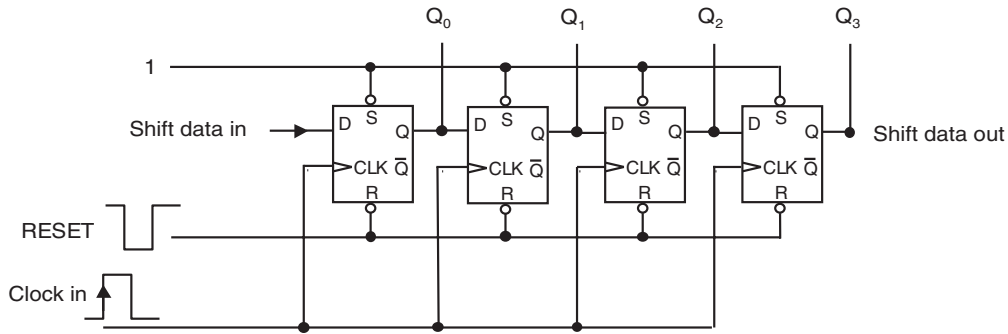 Q₀ Q₁ Q₂ Q₃
1
S S S S
Shift data in D Q D Q D Q D Q Shift data out
CLK Q̅ CLK Q̅ CLK Q̅ CLK Q̅
R R R R
RESET
Clock in